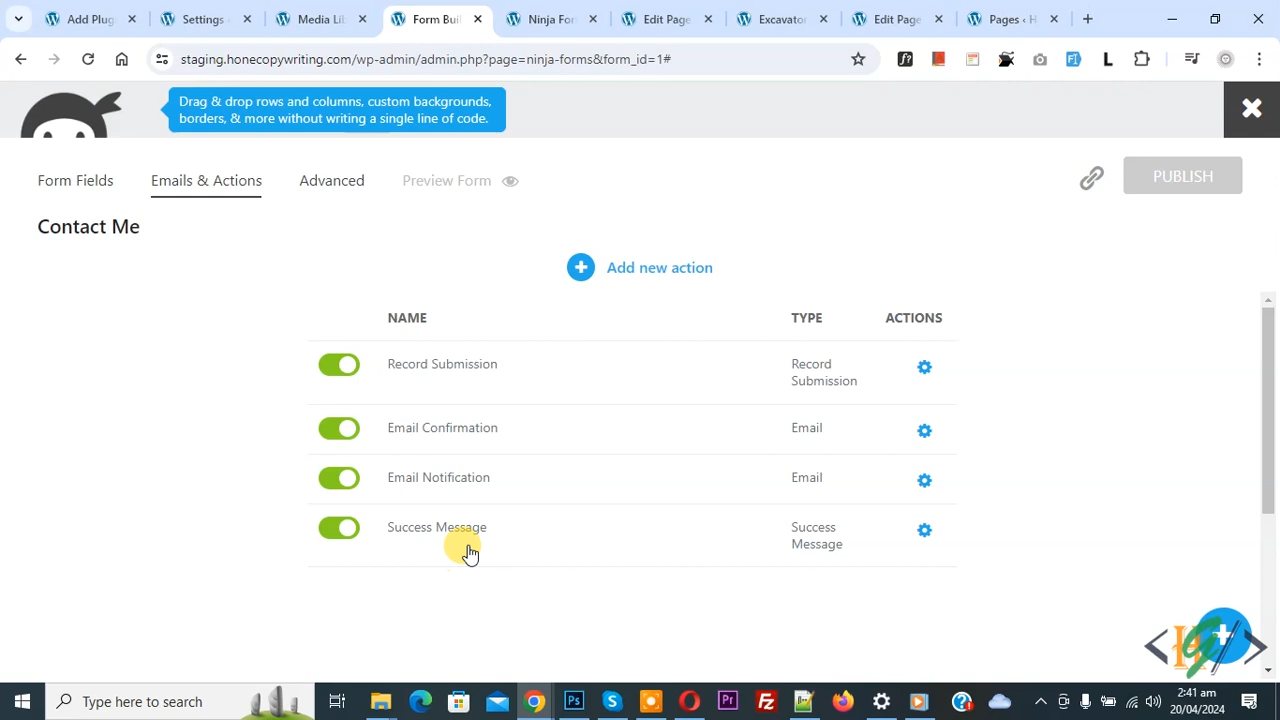 Add Plug
Settings
Media Lib
Form Bui
Ninja For
Edit Page
Excavator
Edit Page
Pages ‹ H
staging.homecopywriting.com/wp-admin/admin.php?page=ninja-forms&form_id=1#
Drag & drop rows and columns, custom backgrounds,
borders, & more without writing a single line of code.
Form Fields
Emails & Actions
Advanced
Preview Form
PUBLISH
Contact Me
Add new action
NAME
TYPE
ACTIONS
Record Submission
Record
Submission
Email Confirmation
Email
Email Notification
Email
Success Message
Success
Message
Type here to search
2:41 am
20/04/2024